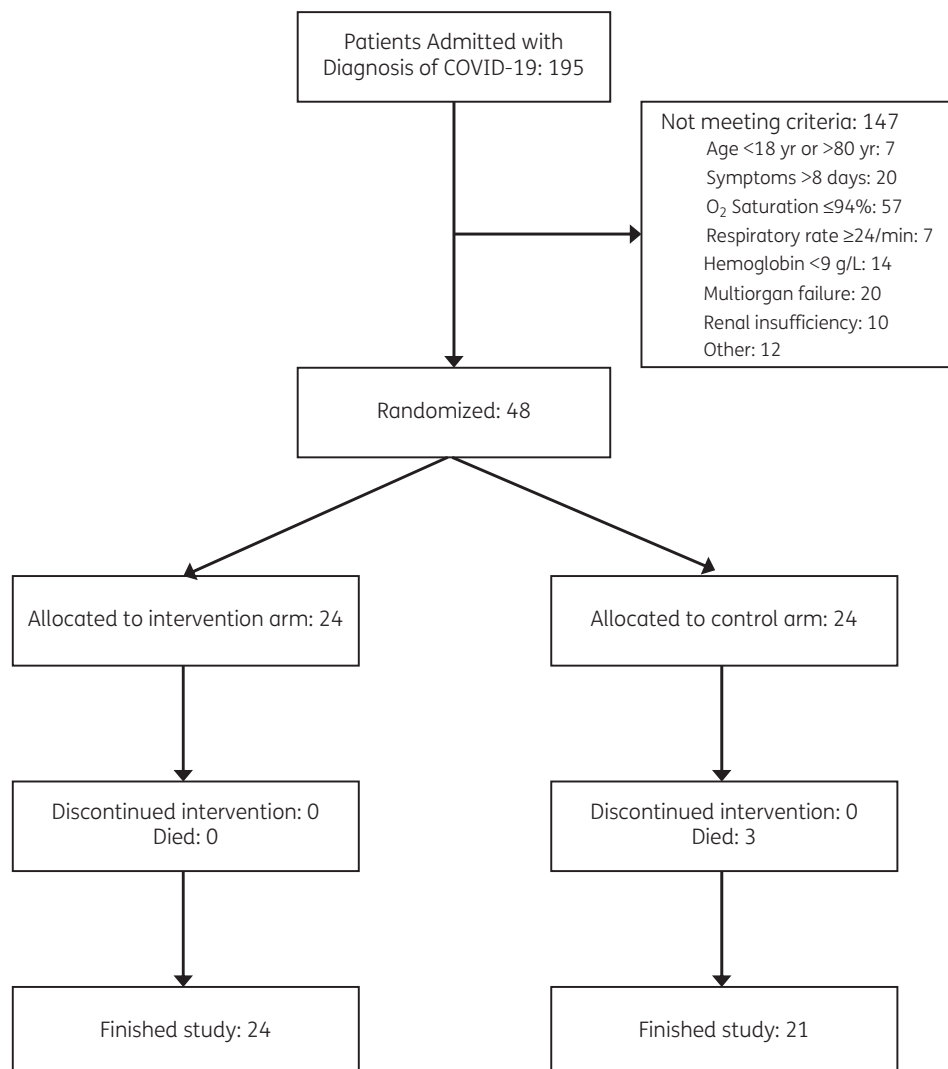 Patients Admitted with
Diagnosis of COVID-19: 195
Not meeting criteria: 147
Age <18 yr or >80 yr: 7
Symptoms >8 days: 20
O₂ Saturation ≤94%: 57
Respiratory rate ≥24/min: 7
Hemoglobin <9 g/L: 14
Multiorgan failure: 20
Renal insufficiency: 10
Other: 12
Randomized: 48
Allocated to intervention arm: 24
Allocated to control arm: 24
Discontinued intervention: 0
Died: 0
Discontinued intervention: 0
Died: 3
Finished study: 24
Finished study: 21